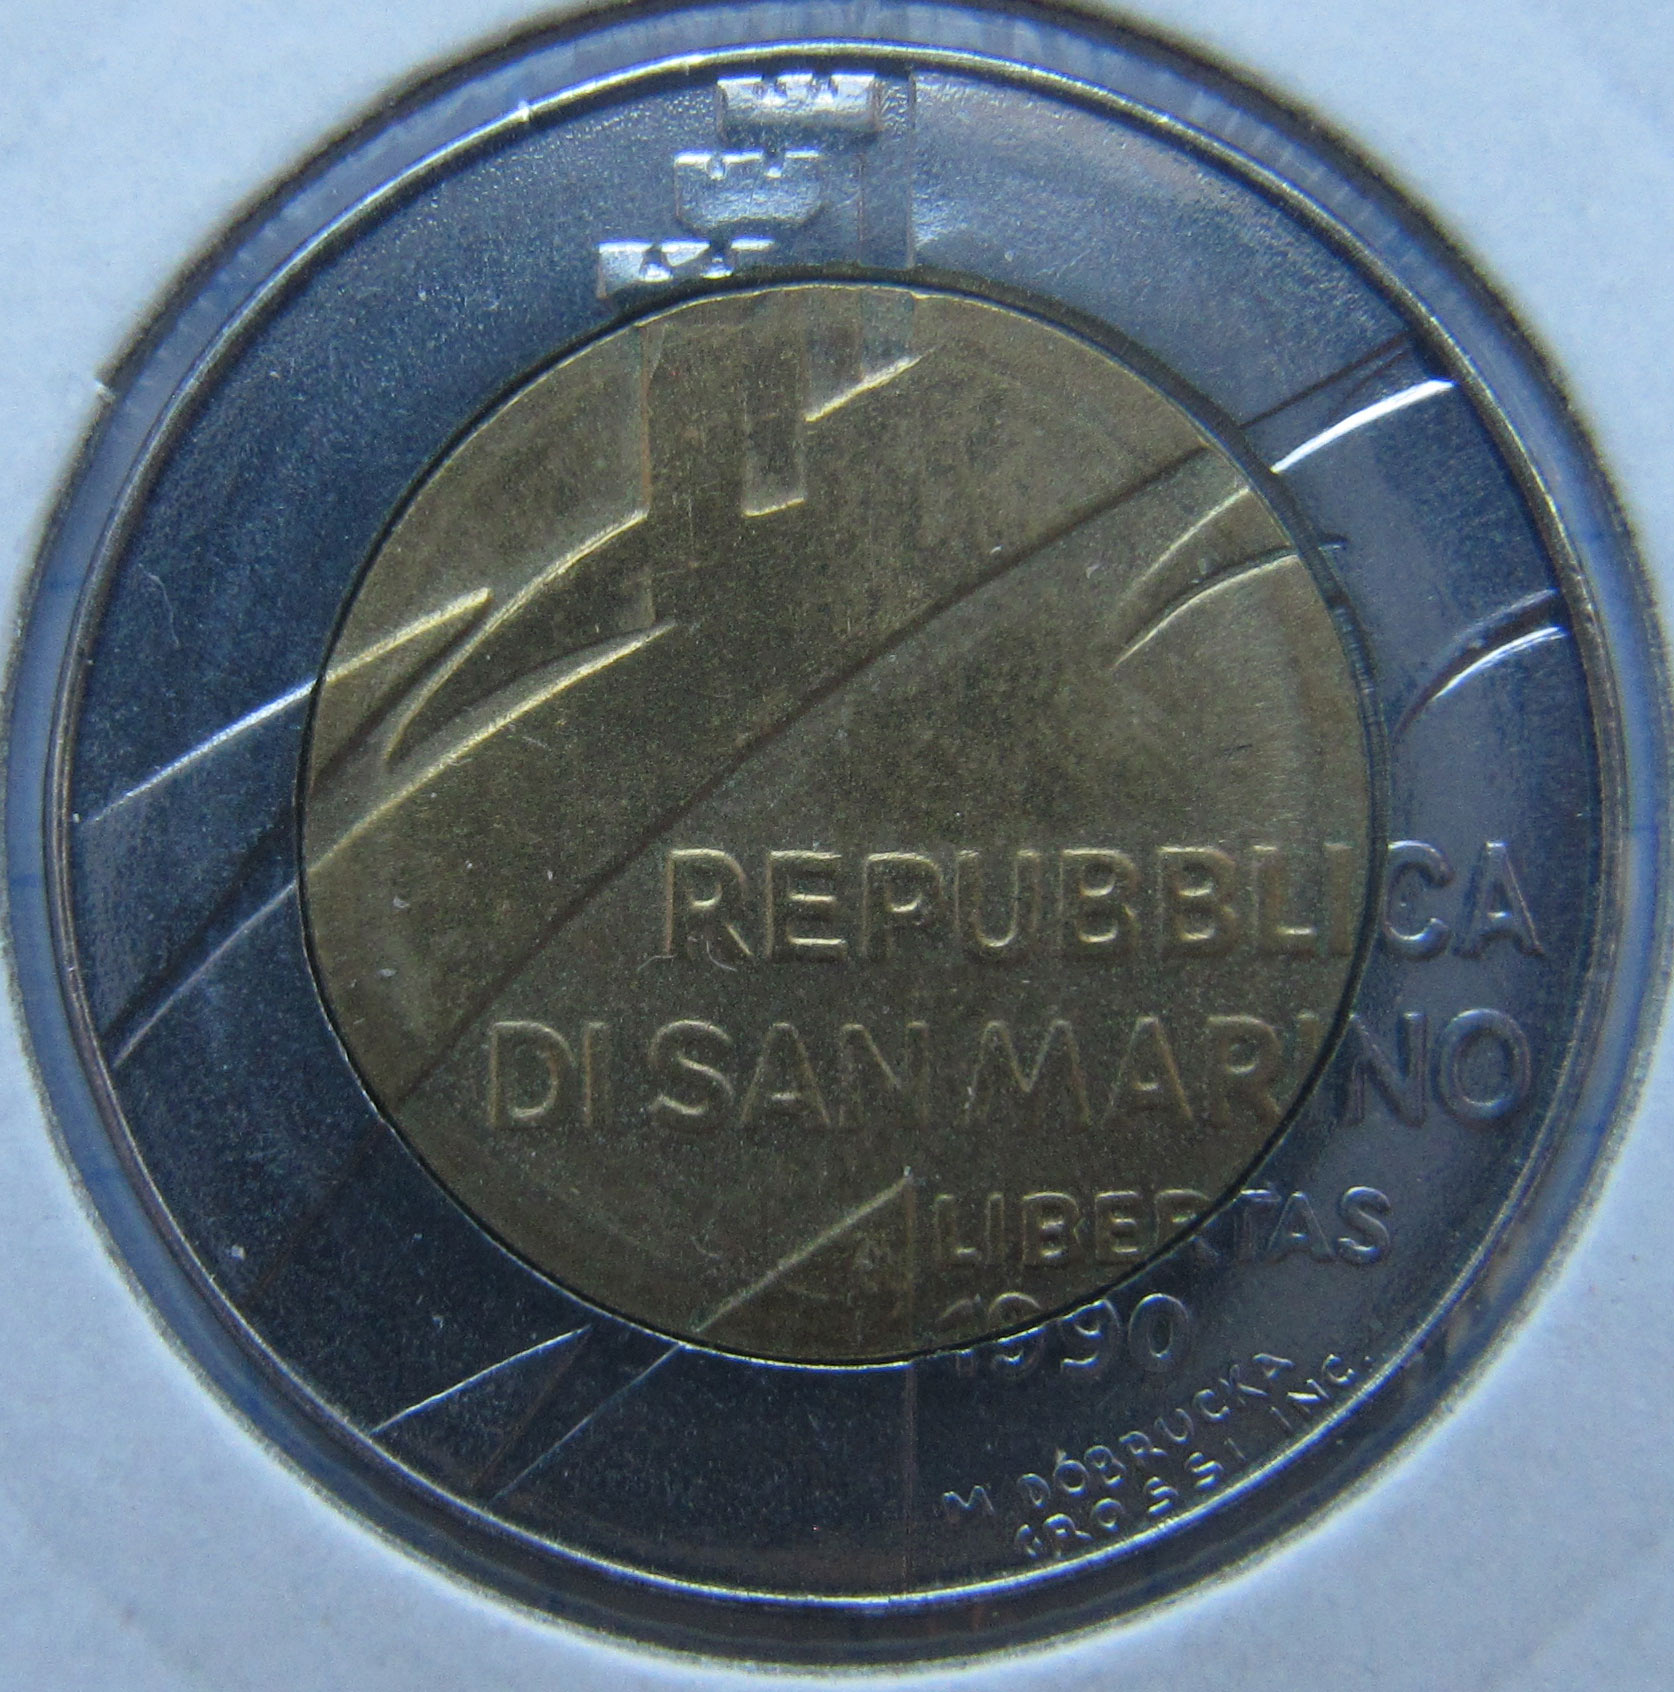 REPUBBLICA
DI SAN MARINO
LIBERTAS
1990
M DOBRUCKA
GROSSI INC.